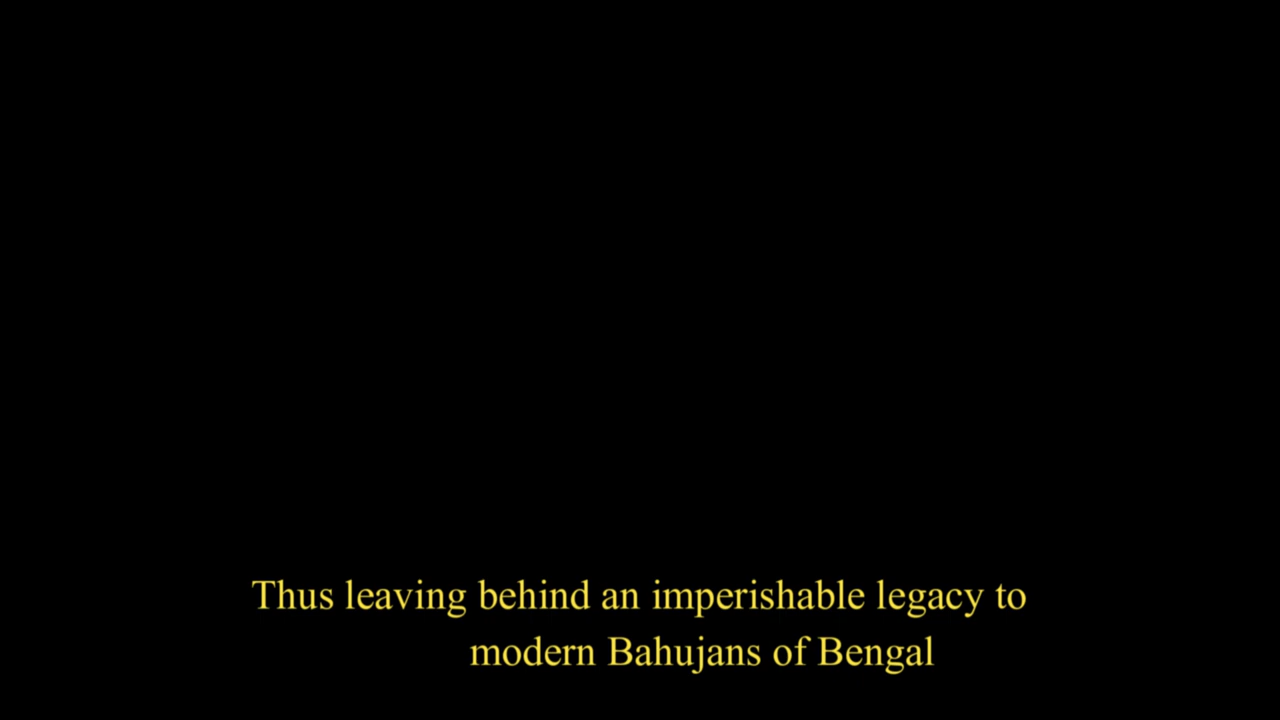 Thus leaving behind an imperishable legacy to
modern Bahujans of Bengal